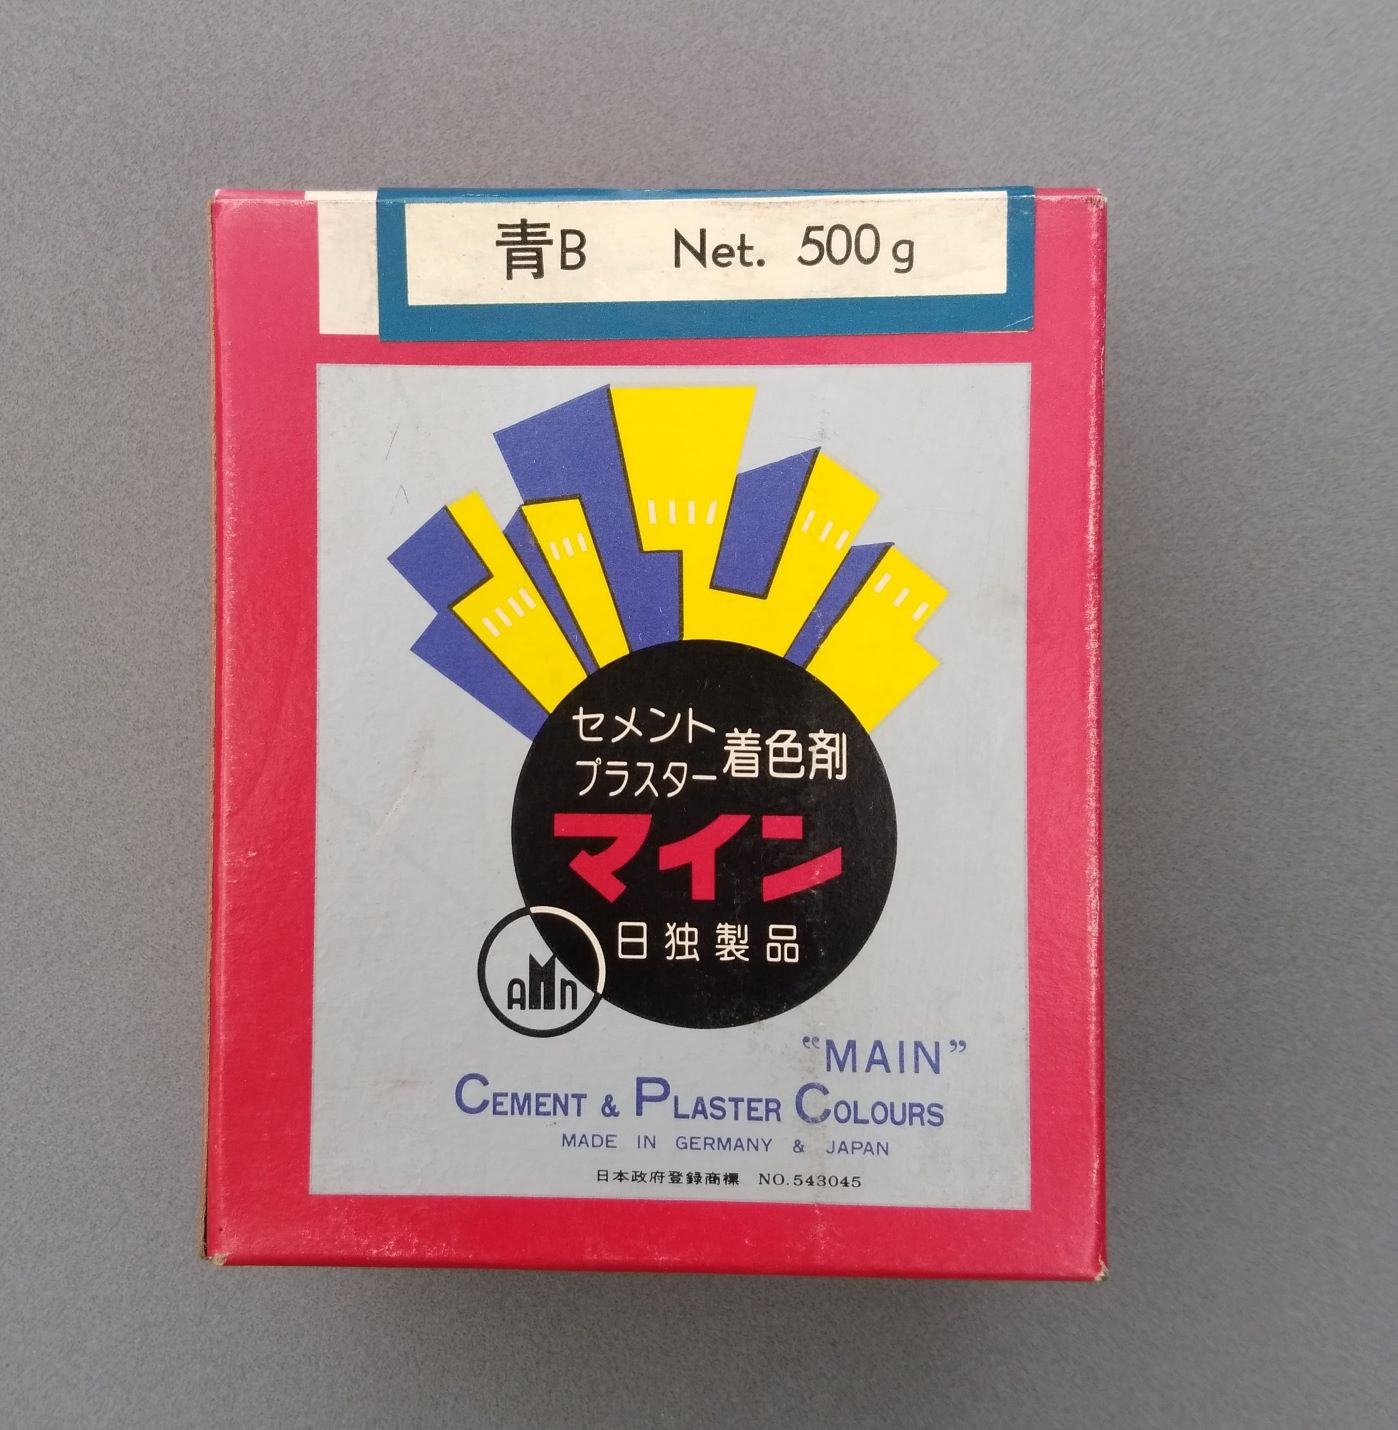 青B Net. 500g
セメント
プラスター
着色剤
マイン
日独製品
AMn
“MAIN”
CEMENT & PLASTER COLOURS
MADE IN GERMANY & JAPAN
日本政府登録商標 NO.543045